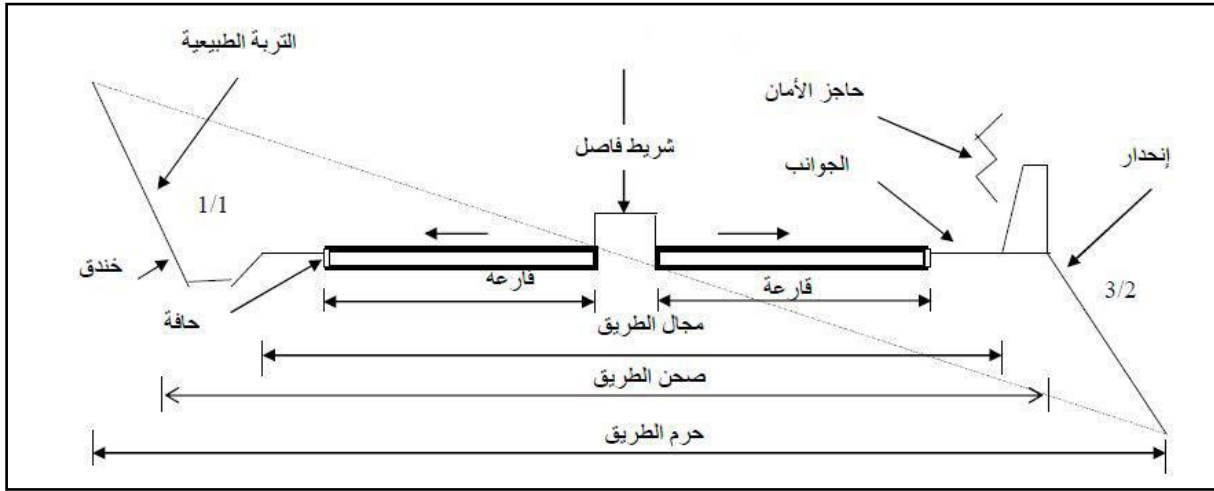 التربة الطبيعية
حاجز الأمان
شريط فاصل
الجوانب
إنحدار
1/1
خندق
حافة
قارعه
قارعة
3/2
مجال الطريق
صحن الطريق
حرم الطريق